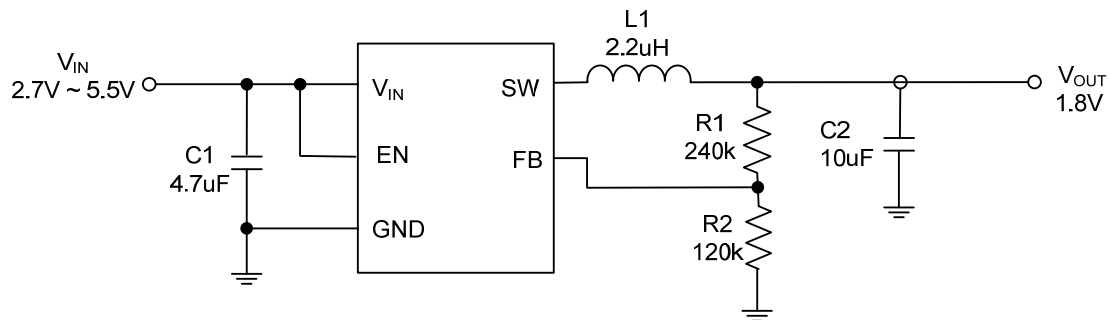 L1
2.2uH
VIN
2.7V ~ 5.5V
VIN
SW
VOUT
1.8V
R1
240k
C2
10uF
C1
4.7uF
EN
FB
GND
R2
120k